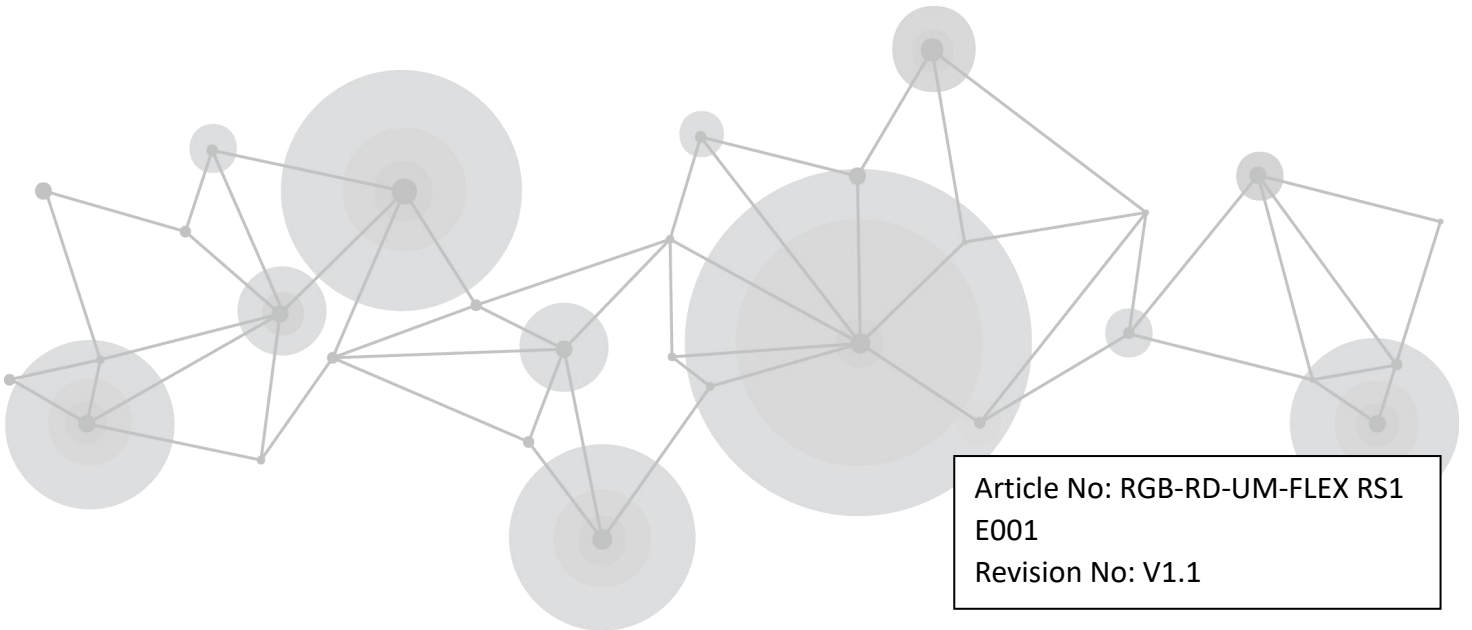 Article No: RGB-RD-UM-FLEX RS1
E001
Revision No: V1.1